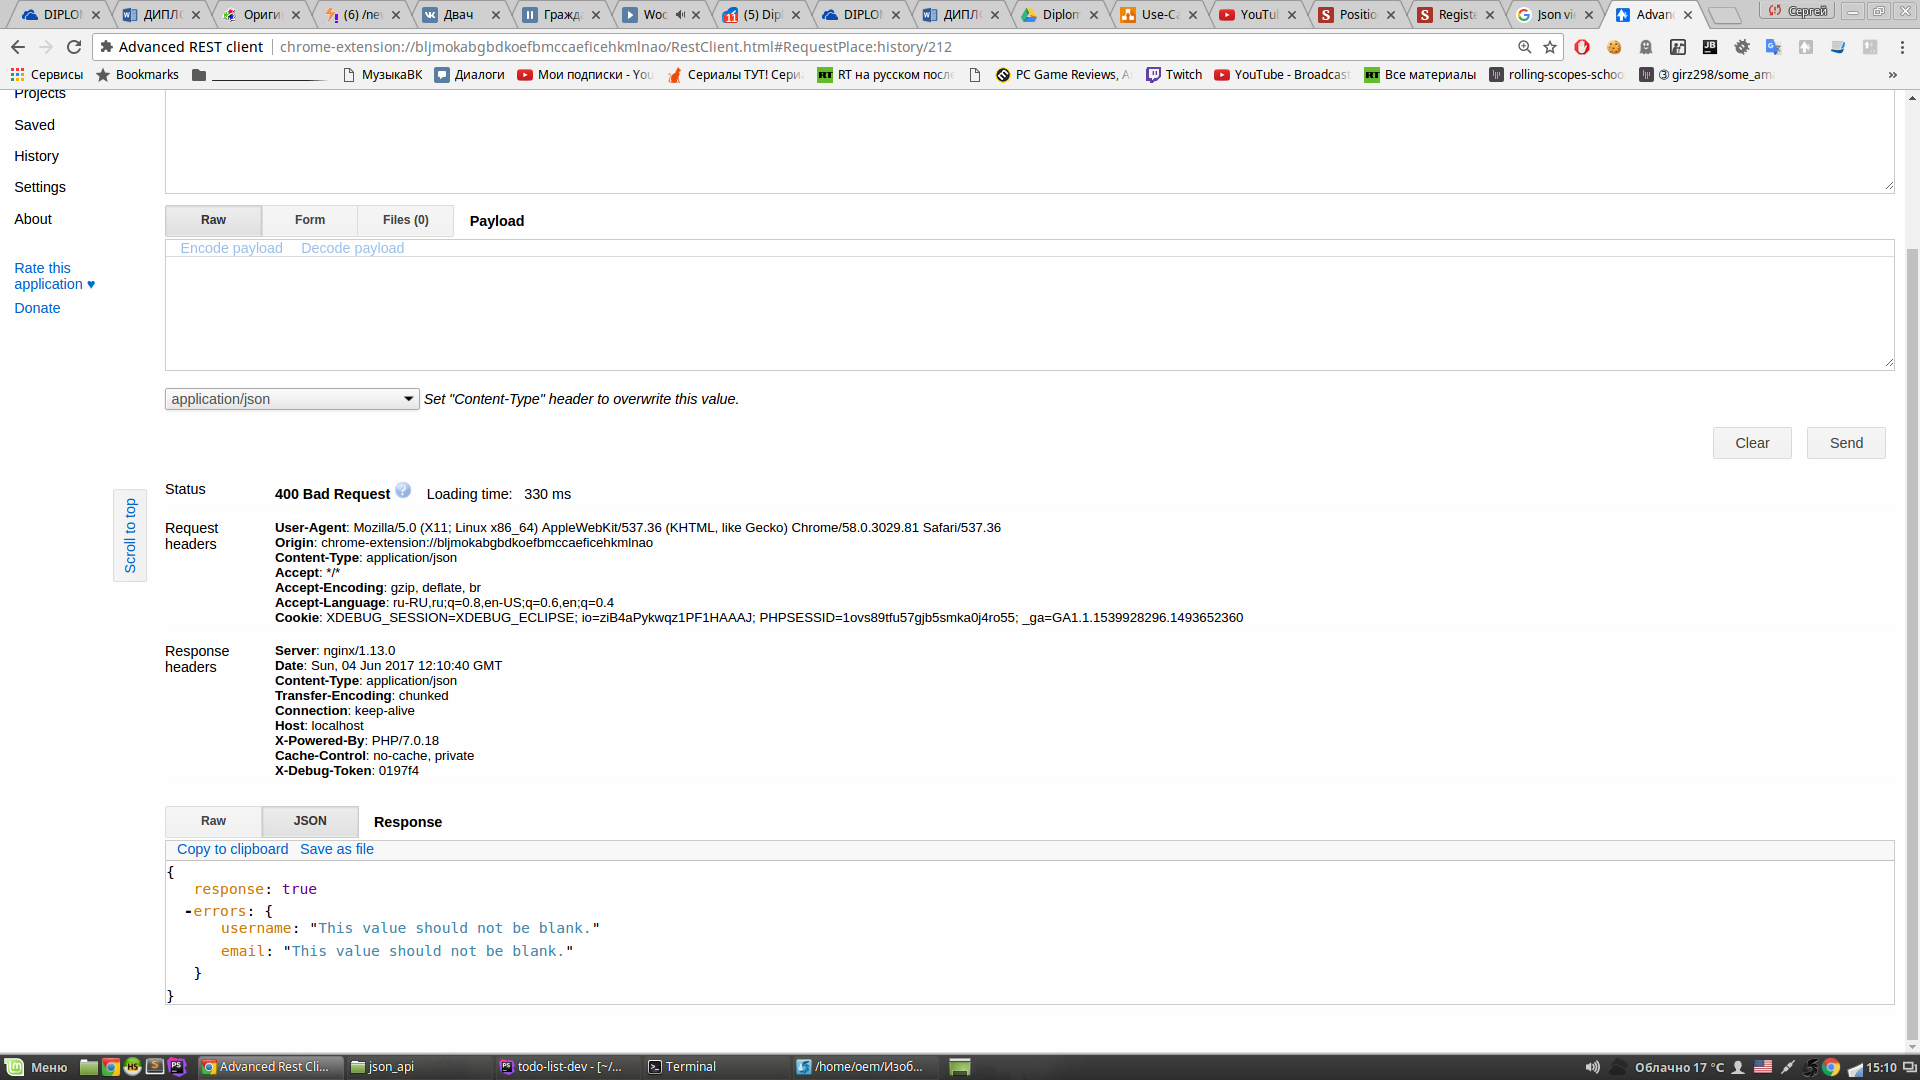 DIPLO
ДИПЛ
Ориги
(6) /ne
Двач
Гражд
Woc
(5) Dip
DIPLO
ДИПЛ
Diplom
Use-Ca
YouTu
Positio
Registe
Json vi
Advan
Сергей
Advanced REST client
chrome-extension://bljmokabgbdkoefbmccaeficehkmlnao/RestClient.html#RequestPlace:history/212
Сервисы
Bookmarks
МузыкаВК
Диалоги
Мои подписки - You
Сериалы ТУТ! Сери
RT на русском после
PC Game Reviews, A
Twitch
YouTube - Broadcast
Все материалы
rolling-scopes-schoo
girz298/some_ama
Projects
Saved
History
Settings
About
Rate this
application ♥
Donate
Raw
Form
Files (0)
Payload
Encode payload
Decode payload
application/json
Set "Content-Type" header to overwrite this value.
Clear
Send
Scroll to top
Status
400 Bad Request
Loading time: 330 ms
Request
headers
User-Agent: Mozilla/5.0 (X11; Linux x86_64) AppleWebKit/537.36 (KHTML, like Gecko) Chrome/58.0.3029.81 Safari/537.36
Origin: chrome-extension://bljmokabgbdkoefbmccaeficehkmlnao
Content-Type: application/json
Accept: */*
Accept-Encoding: gzip, deflate, br
Accept-Language: ru-RU,ru;q=0.8,en-US;q=0.6,en;q=0.4
Cookie: XDEBUG_SESSION=XDEBUG_ECLIPSE; io=ziB4aPykwqz1PF1HAAAJ; PHPSESSID=1ovs89tfu57gjb5smka0j4ro55; _ga=GA1.1.1539928296.1493652360
Response
headers
Server: nginx/1.13.0
Date: Sun, 04 Jun 2017 12:10:40 GMT
Content-Type: application/json
Transfer-Encoding: chunked
Connection: keep-alive
Host: localhost
X-Powered-By: PHP/7.0.18
Cache-Control: no-cache, private
X-Debug-Token: 0197f4
Raw
JSON
Response
Copy to clipboard
Save as file
{
response: true
-errors: {
username: "This value should not be blank."
email: "This value should not be blank."
}
}
Меню
Advanced Rest Cli...
json_api
todo-list-dev - [~/...
Terminal
/home/oem/Изоб...
Облачно 17 °C
15:10